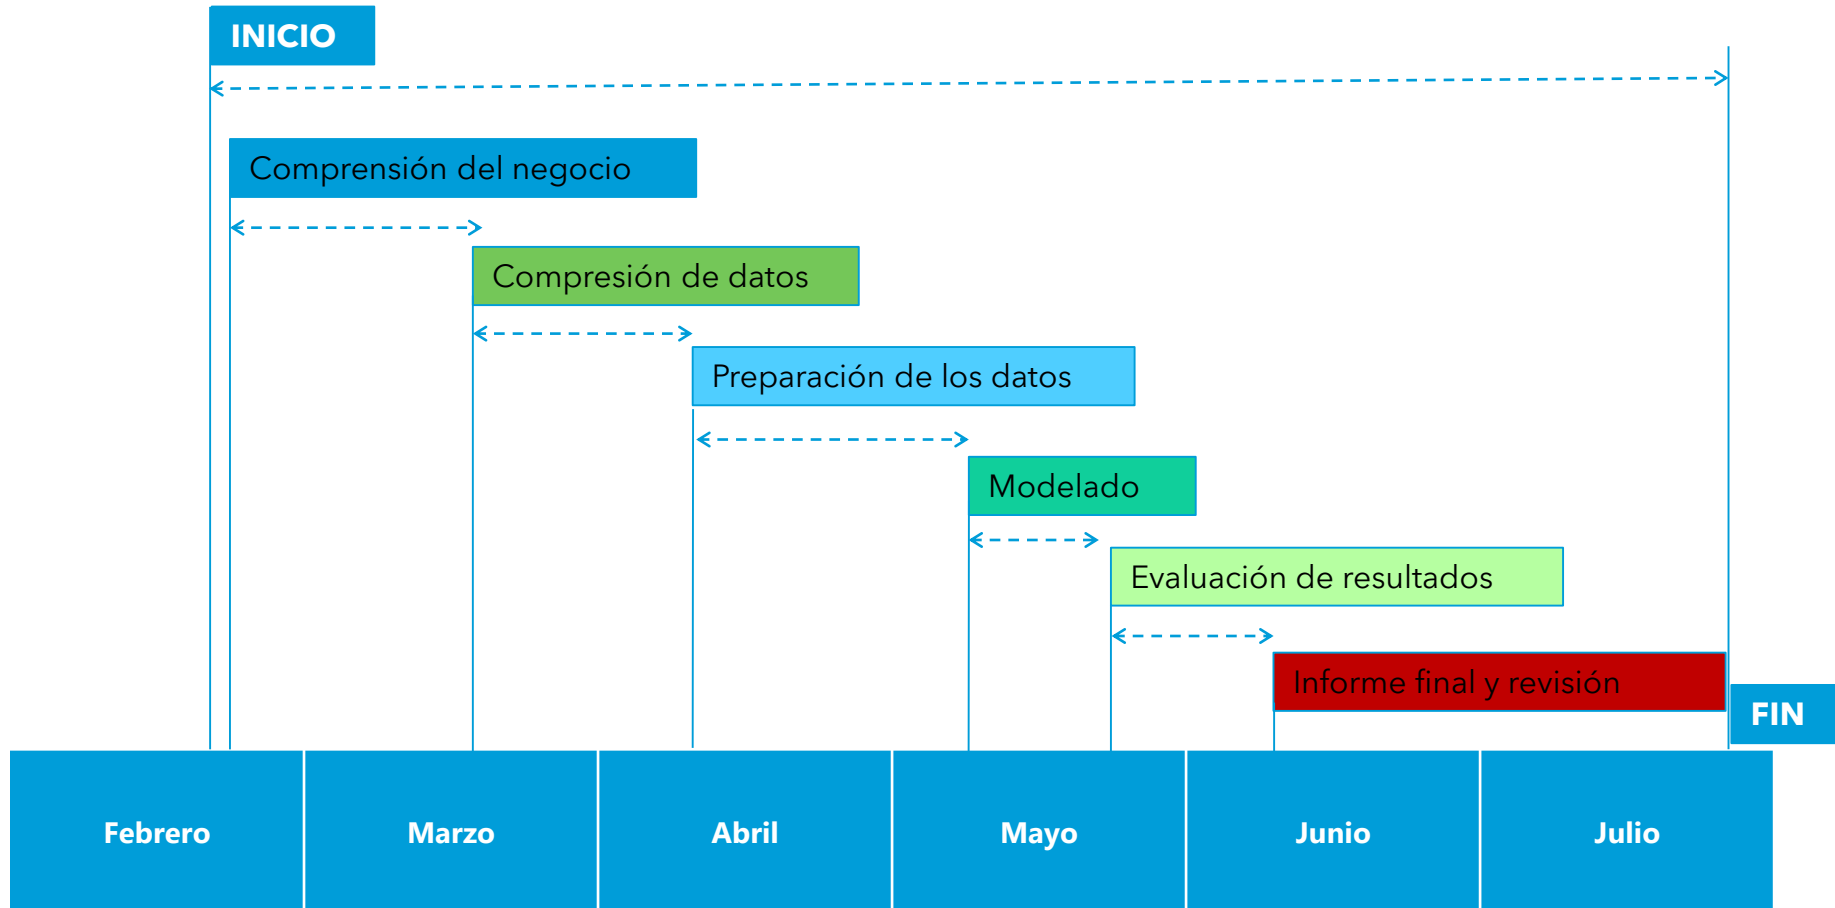 INICIO
Comprensión del negocio
Compresión de datos
Preparación de los datos
Modelado
Evaluación de resultados
Informe final y revisión
FIN
Febrero
Marzo
Abril
Mayo
Junio
Julio